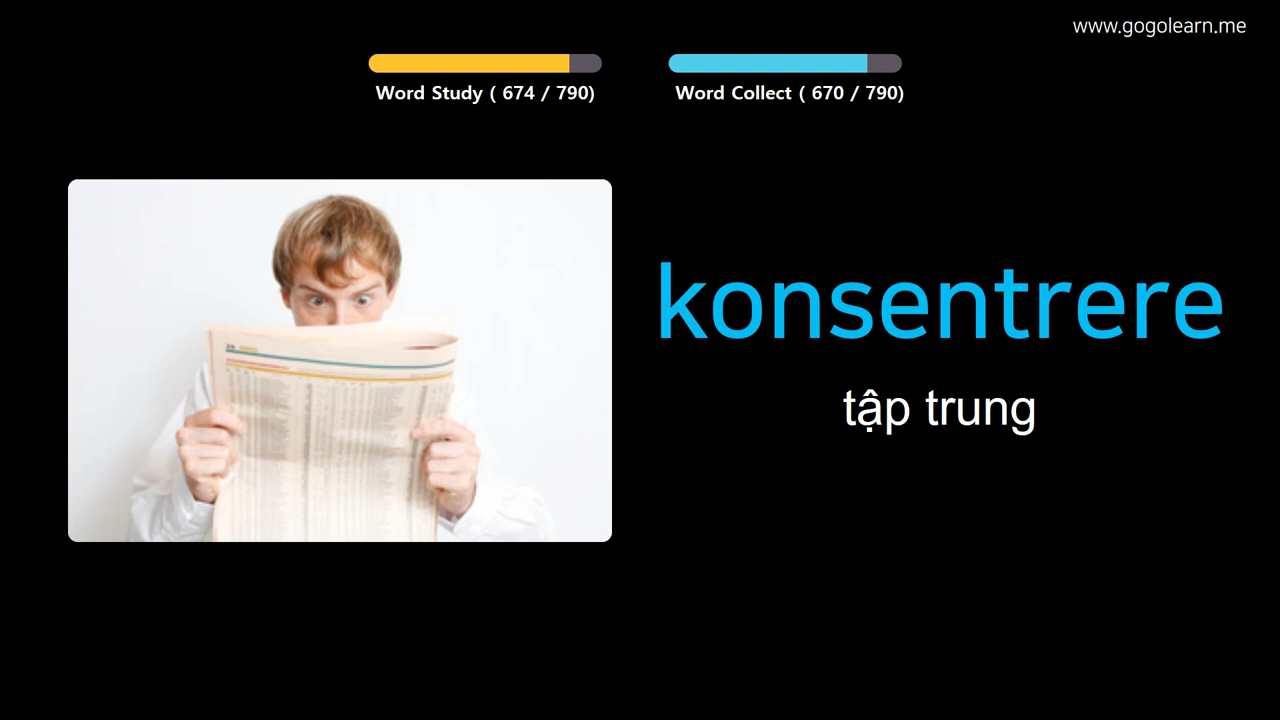 www.gogolearn.me
Word Study ( 674 / 790)
Word Collect ( 670 / 790)
konsentrere
tập trung